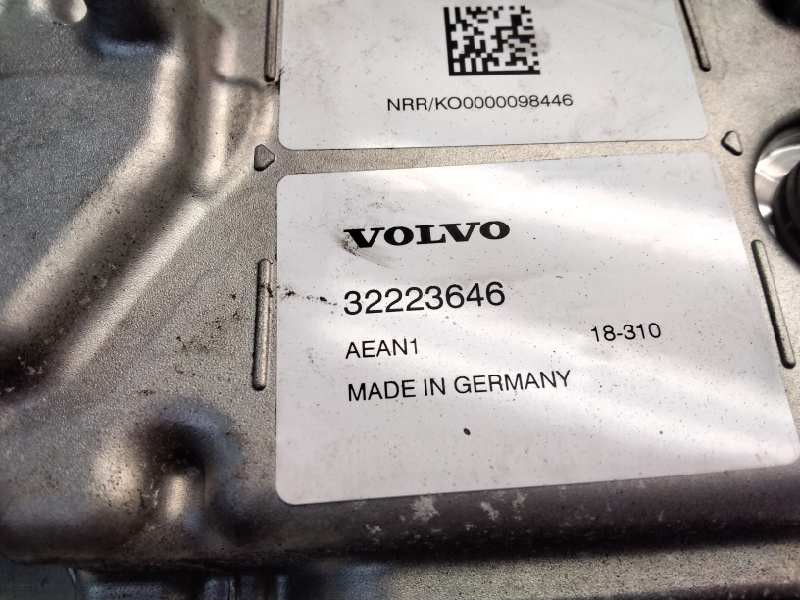 NRR/KO0000098446
VOLVO
32223646
AEAN1 18-310
MADE IN GERMANY